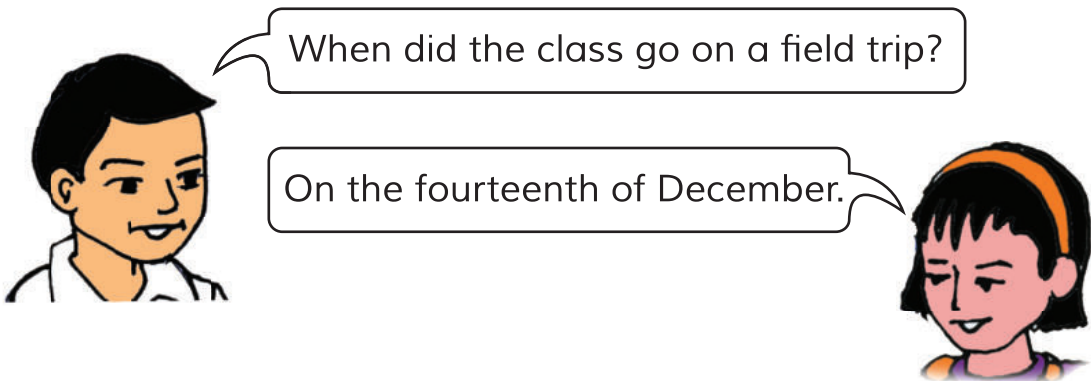 When did the class go on a field trip?
On the fourteenth of December.